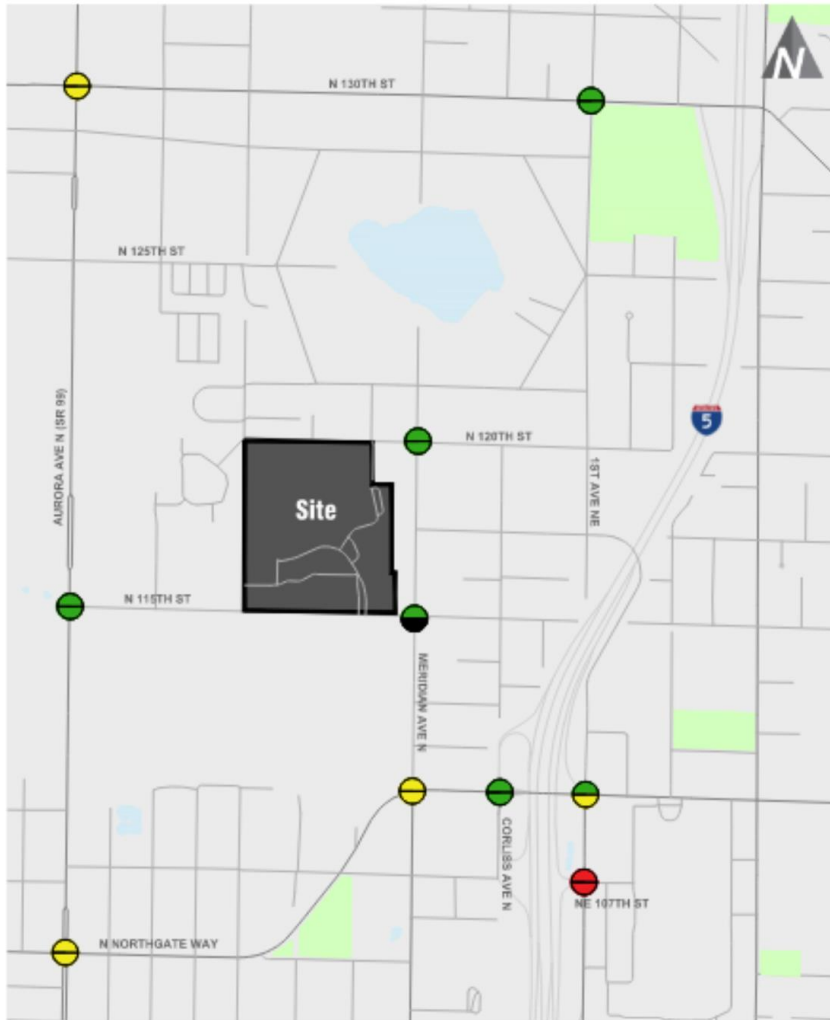 N
N 130TH ST
N 125TH ST
5
AURORA AVE N (SR 99)
N 120TH ST
1ST AVE NE
Site
N 115TH ST
MERIDIAN AVE N
CORLISS AVE N
NE 107TH ST
N NORTHGATE WAY